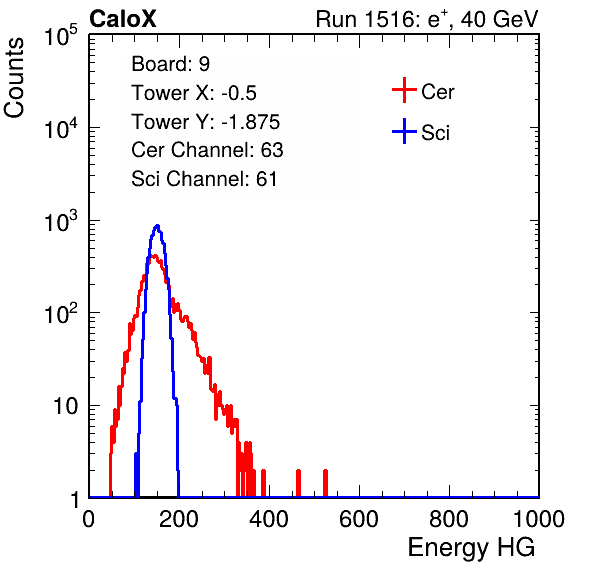 CaloX Run 1516: e⁺, 40 GeV
Counts
Board: 9
Tower X: -0.5
Tower Y: -1.875
Cer Channel: 63
Sci Channel: 61
Cer
Sci
10⁵
10⁴
10³
10²
10
1
0 200 400 600 800 1000
Energy HG